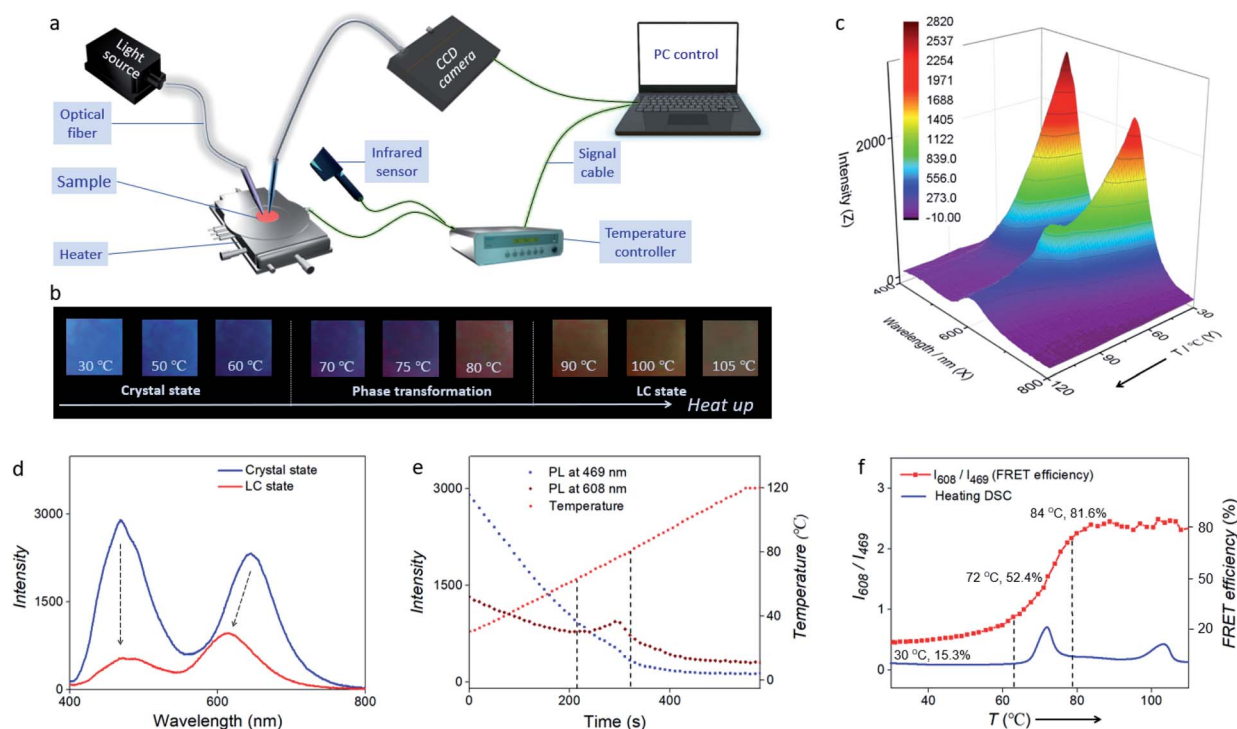 a
Light
source
CCD
camera
PC control
Optical
fiber
Infrared
sensor
Signal
cable
Sample
Heater
Temperature
controller
b
30 °C
50 °C
60 °C
70 °C
75 °C
80 °C
90 °C
100 °C
105 °C
Crystal state
Phase transformation
LC state
Heat up
c
2820
2537
2254
1971
1688
1405
1122
839.0
556.0
273.0
-10.00
Intensity (Z)
2000
0
400
600
800
Wavelength / nm (X)
120
90
60
30
T / °C (Y)
d
Crystal state
LC state
Intensity
3000
1500
0
400
500
600
700
800
Wavelength (nm)
e
PL at 469 nm
PL at 608 nm
Temperature
Intensity
3000
1500
0
0
200
400
Time (s)
120
80
40
0
Temperature (°C)
f
I608 / I469 (FRET efficiency)
Heating DSC
84 °C, 81.6%
72 °C, 52.4%
30 °C, 15.3%
I608 / I469
3
2
1
0
40
60
80
100
T (°C)
80
50
20
FRET efficiency (%)